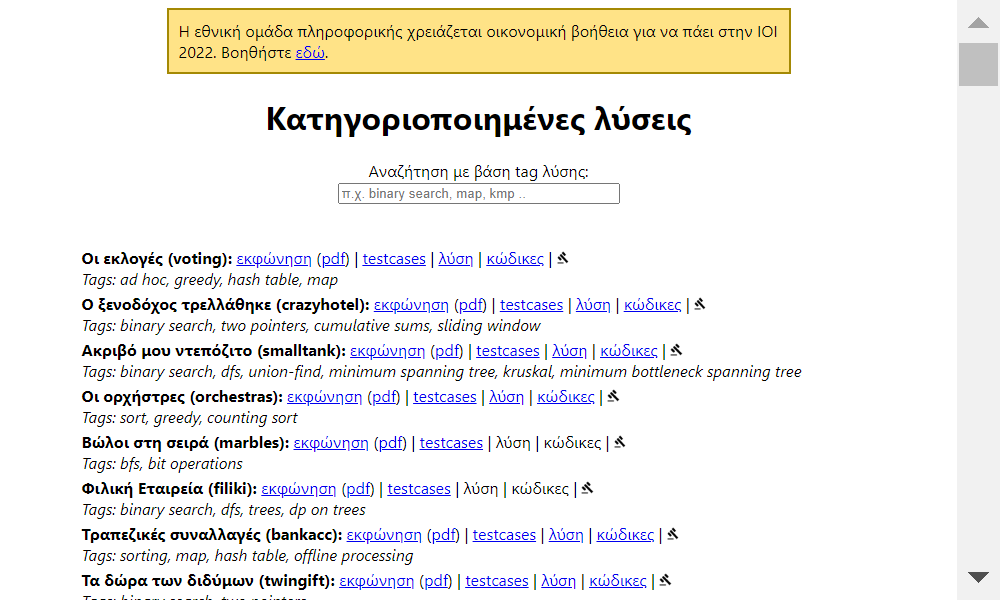 Η εθνική ομάδα πληροφορικής χρειάζεται οικονομική βοήθεια για να πάει στην ΙΟΙ
2022. Βοηθήστε εδώ.
Κατηγοριοποιημένες λύσεις
Αναζήτηση με βάση tag λύσης:
π.χ. binary search, map, kmp ..
Οι εκλογές (voting): εκφώνηση (pdf) | testcases | λύση | κώδικες |
Tags: ad hoc, greedy, hash table, map
Ο ξενοδόχος τρελλάθηκε (crazyhotel): εκφώνηση (pdf) | testcases | λύση | κώδικες |
Tags: binary search, two pointers, cumulative sums, sliding window
Ακριβό μου ντεπόζιτο (smalltank): εκφώνηση (pdf) | testcases | λύση | κώδικες |
Tags: binary search, dfs, union-find, minimum spanning tree, kruskal, minimum bottleneck spanning tree
Οι ορχήστρες (orchestras): εκφώνηση (pdf) | testcases | λύση | κώδικες |
Tags: sort, greedy, counting sort
Βώλοι στη σειρά (marbles): εκφώνηση (pdf) | testcases | λύση | κώδικες |
Tags: bfs, bit operations
Φιλική Εταιρεία (filiki): εκφώνηση (pdf) | testcases | λύση | κώδικες |
Tags: binary search, dfs, trees, dp on trees
Τραπεζικές συναλλαγές (bankacc): εκφώνηση (pdf) | testcases | λύση | κώδικες |
Tags: sorting, map, hash table, offline processing
Τα δώρα των διδύμων (twingift): εκφώνηση (pdf) | testcases | λύση | κώδικες |
Tags: binary search, two pointers